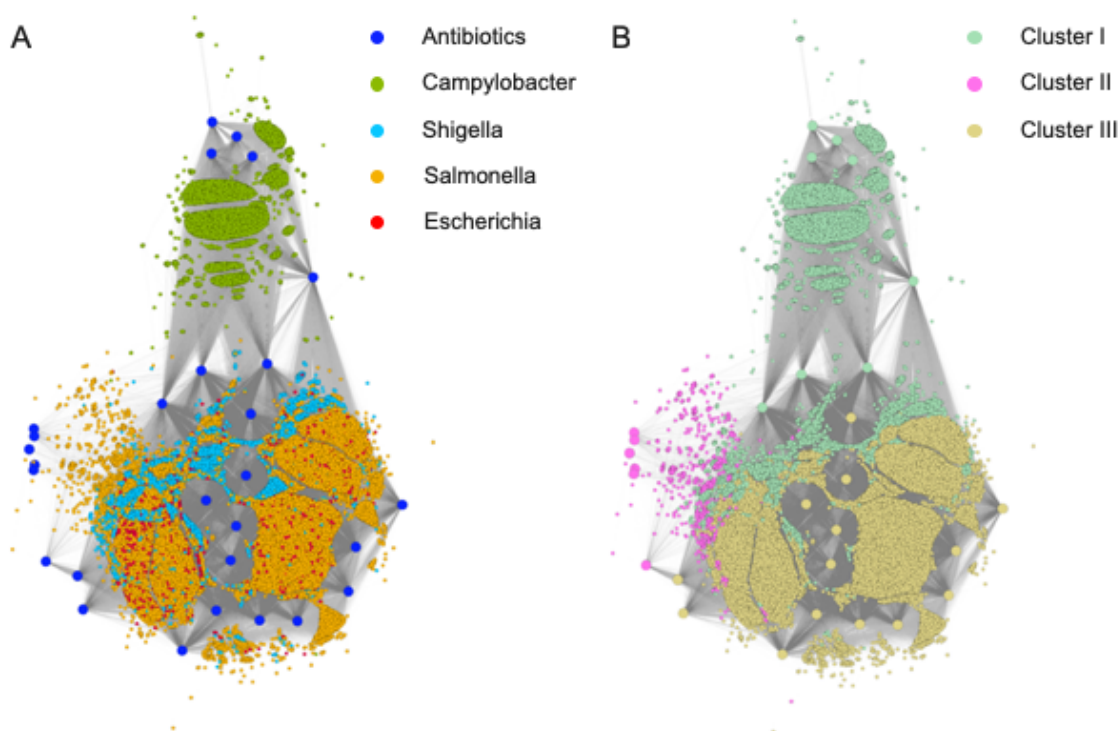 A
Antibiotics
Campylobacter
Shigella
Salmonella
Escherichia
B
Cluster I
Cluster II
Cluster III